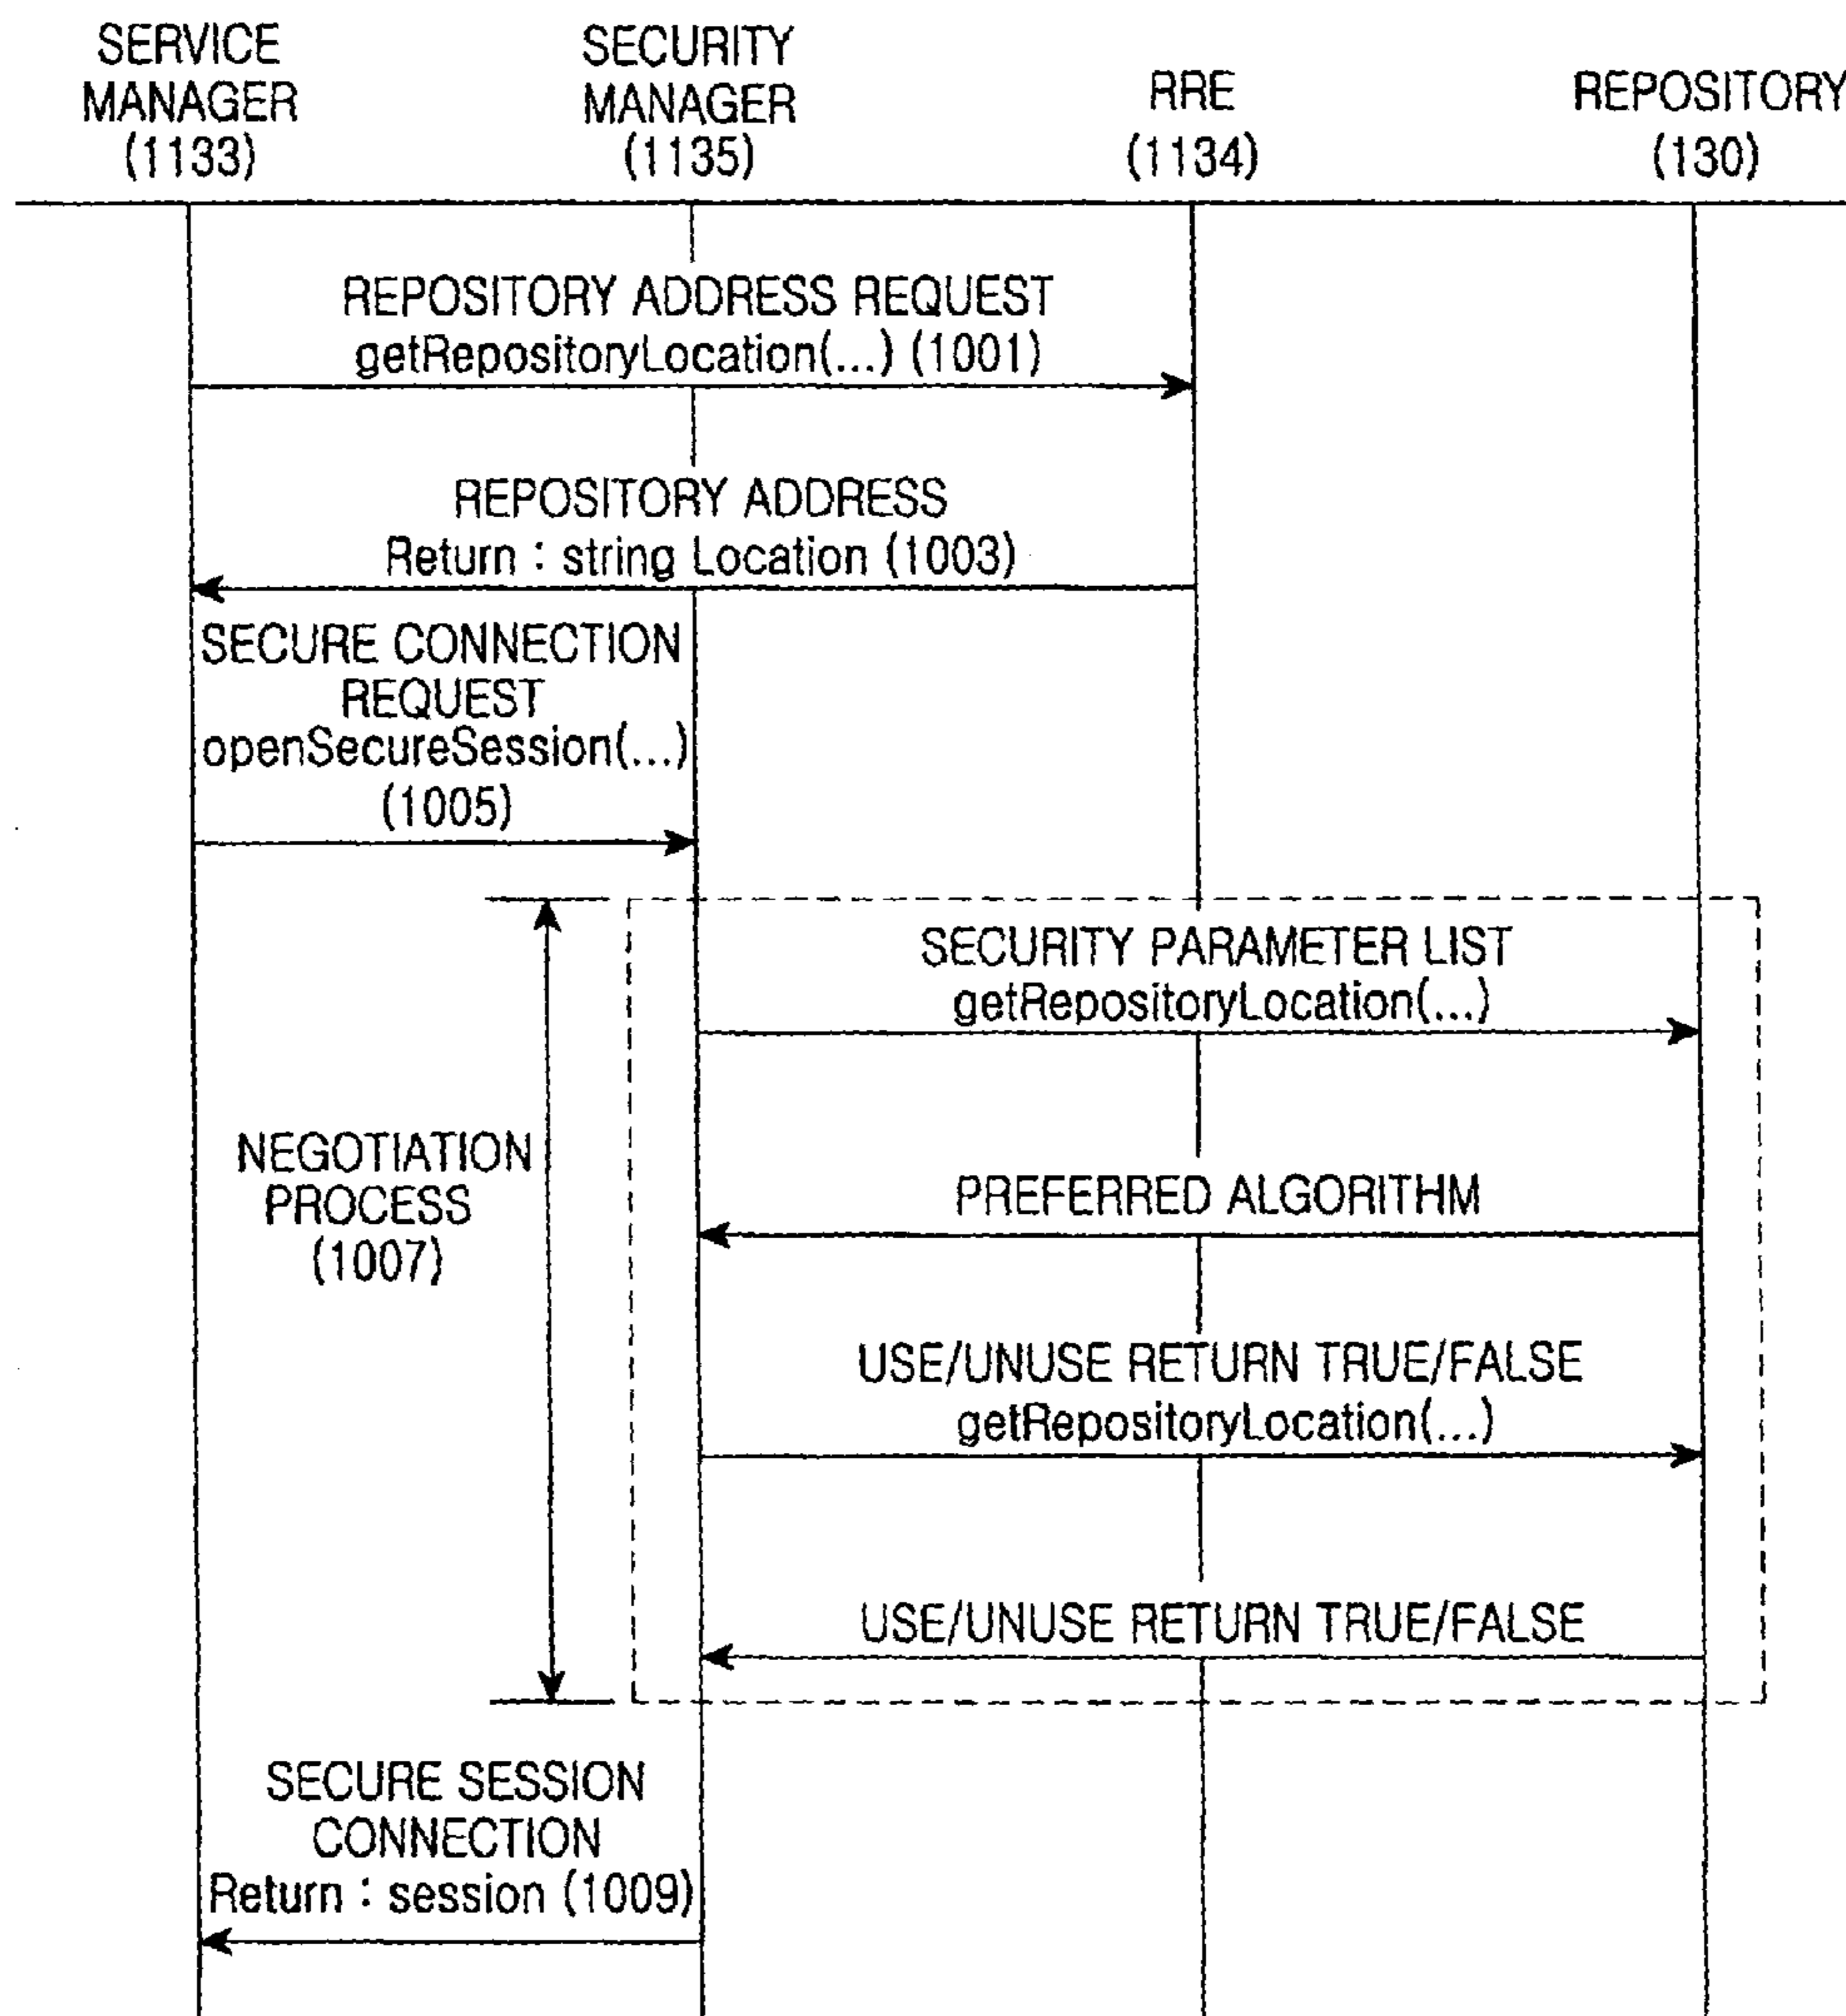 SERVICE
MANAGER
(1133)
SECURITY
MANAGER
(1135)
RRE
(1134)
REPOSITORY
(130)
REPOSITORY ADDRESS REQUEST
getRepositoryLocation(...) (1001)
REPOSITORY ADDRESS
Return : string Location (1003)
SECURE CONNECTION
REQUEST
openSecureSession(...)
(1005)
SECURITY PARAMETER LIST
getRepositoryLocation(...)
NEGOTIATION
PROCESS
(1007)
PREFERRED ALGORITHM
USE/UNUSE RETURN TRUE/FALSE
getRepositoryLocation(...)
USE/UNUSE RETURN TRUE/FALSE
SECURE SESSION
CONNECTION
Return : session (1009)